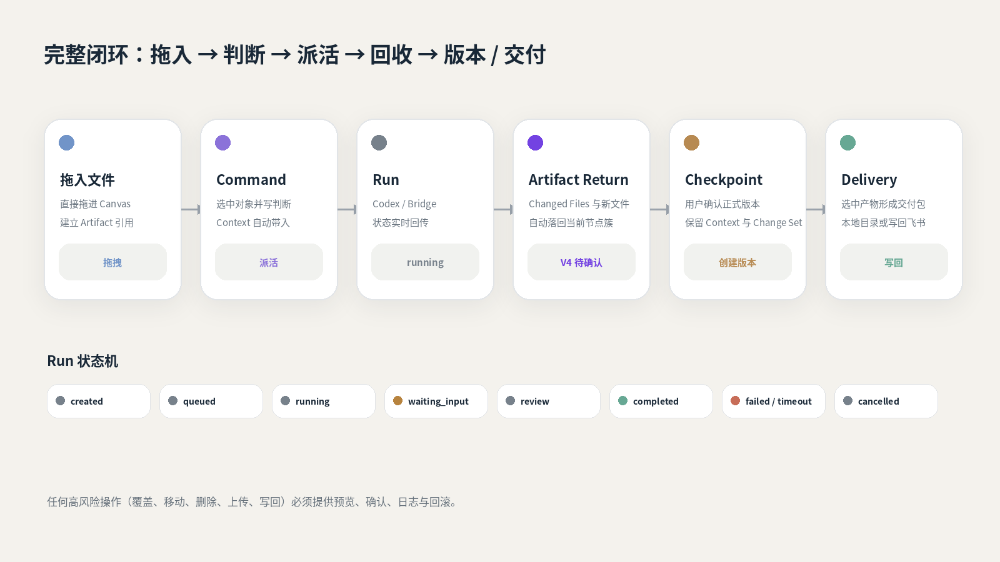 完整闭环：拖入 → 判断 → 派活 → 回收 → 版本 / 交付
拖入文件
直接拖进 Canvas
建立 Artifact 引用
拖拽
Command
选中对象并写判断
Context 自动带入
派活
Run
Codex / Bridge
状态实时回传
running
Artifact Return
Changed Files 与新文件
自动落回当前节点簇
V4 待确认
Checkpoint
用户确认正式版本
保留 Context 与 Change Set
创建版本
Delivery
选中产物形成交付包
本地目录或写回飞书
写回
Run 状态机
created
queued
running
waiting_input
review
completed
failed / timeout
cancelled
任何高风险操作（覆盖、移动、删除、上传、写回）必须提供预览、确认、日志与回滚。